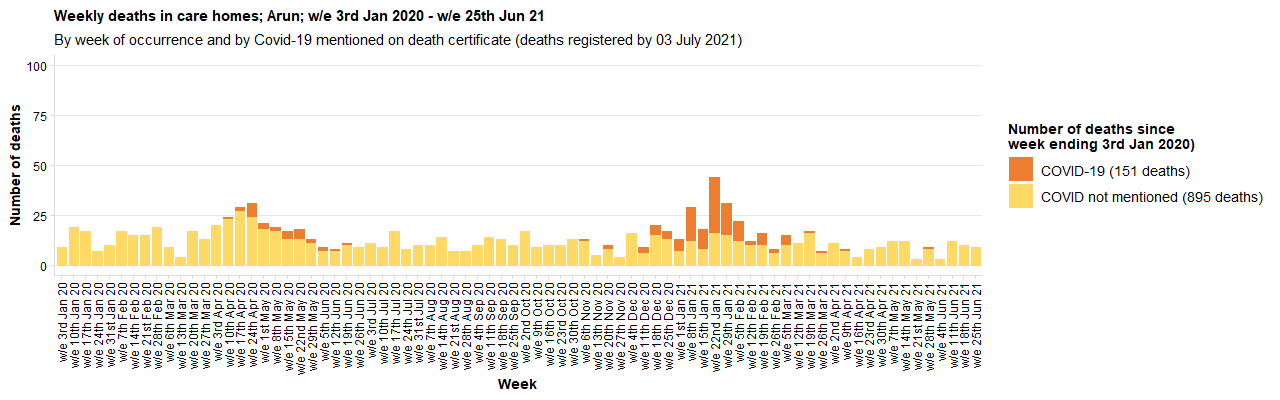 Weekly deaths in care homes; Arun; w/e 3rd Jan 2020 - w/e 25th Jun 21
By week of occurrence and by Covid-19 mentioned on death certificate (deaths registered by 03 July 2021)
Number of deaths
100
75
50
25
0
w/e 3rd Jan 20
w/e 10th Jan 20
w/e 17th Jan 20
w/e 24th Jan 20
w/e 31st Jan 20
w/e 7th Feb 20
w/e 14th Feb 20
w/e 21st Feb 20
w/e 28th Feb 20
w/e 6th Mar 20
w/e 13th Mar 20
w/e 20th Mar 20
w/e 27th Mar 20
w/e 3rd Apr 20
w/e 10th Apr 20
w/e 17th Apr 20
w/e 24th Apr 20
w/e 1st May 20
w/e 8th May 20
w/e 15th May 20
w/e 22nd May 20
w/e 29th May 20
w/e 5th Jun 20
w/e 12th Jun 20
w/e 19th Jun 20
w/e 26th Jun 20
w/e 3rd Jul 20
w/e 10th Jul 20
w/e 17th Jul 20
w/e 24th Jul 20
w/e 31st Jul 20
w/e 7th Aug 20
w/e 14th Aug 20
w/e 21st Aug 20
w/e 28th Aug 20
w/e 4th Sep 20
w/e 11th Sep 20
w/e 18th Sep 20
w/e 25th Sep 20
w/e 2nd Oct 20
w/e 9th Oct 20
w/e 16th Oct 20
w/e 23rd Oct 20
w/e 30th Oct 20
w/e 6th Nov 20
w/e 13th Nov 20
w/e 20th Nov 20
w/e 27th Nov 20
w/e 4th Dec 20
w/e 11th Dec 20
w/e 18th Dec 20
w/e 25th Dec 20
w/e 1st Jan 21
w/e 8th Jan 21
w/e 15th Jan 21
w/e 22nd Jan 21
w/e 29th Jan 21
w/e 5th Feb 21
w/e 12th Feb 21
w/e 19th Feb 21
w/e 26th Feb 21
w/e 5th Mar 21
w/e 12th Mar 21
w/e 19th Mar 21
w/e 26th Mar 21
w/e 2nd Apr 21
w/e 9th Apr 21
w/e 16th Apr 21
w/e 23rd Apr 21
w/e 30th Apr 21
w/e 7th May 21
w/e 14th May 21
w/e 21st May 21
w/e 28th May 21
w/e 4th Jun 21
w/e 11th Jun 21
w/e 18th Jun 21
w/e 25th Jun 21
Week
Number of deaths since
week ending 3rd Jan 2020)
COVID-19 (151 deaths)
COVID not mentioned (895 deaths)